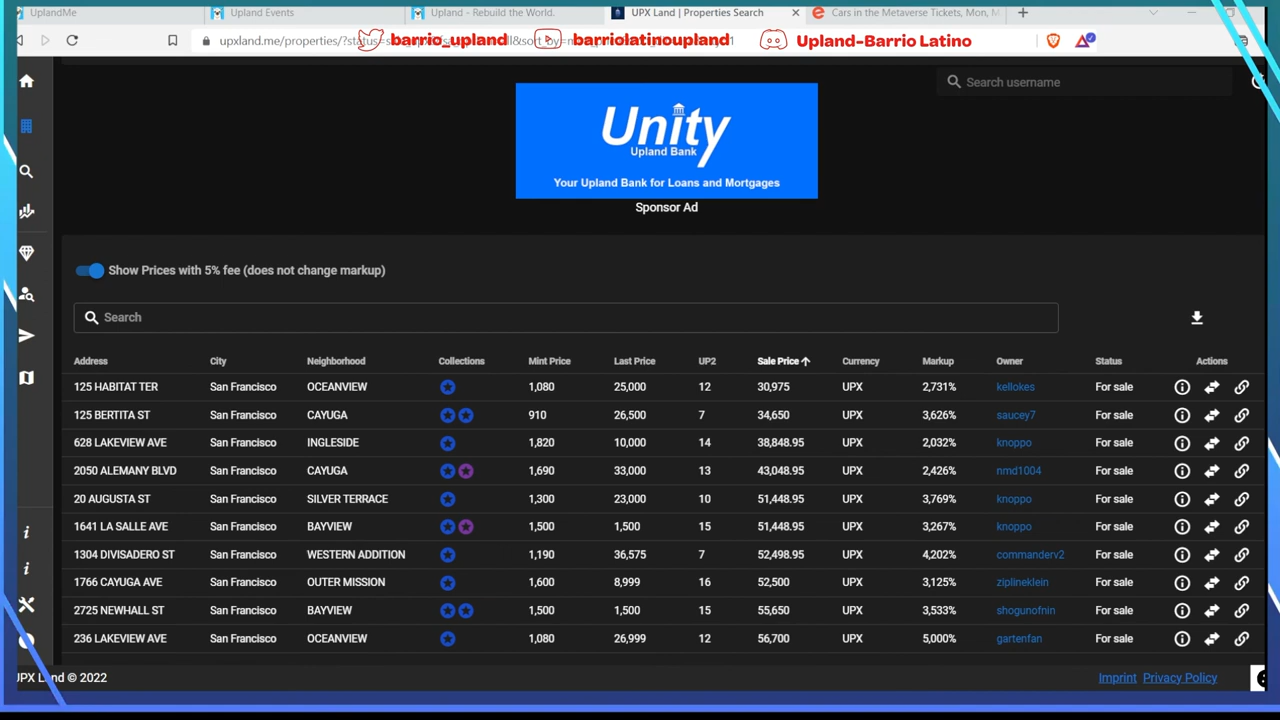 UplandMe
Upland Events
Upland - Rebuild the World.
UPX Land | Properties Search
Cars in the Metaverse Tickets, Mon, M
upxland.me/properties/?status=
barrio_upland
barriolatinoupland
Upland-Barrio Latino
Search username
Unity
Upland Bank
Your Upland Bank for Loans and Mortgages
Sponsor Ad
Show Prices with 5% fee (does not change markup)
Search
Address City Neighborhood Collections Mint Price Last Price UP2 Sale Price Currency Markup Owner Status Actions
125 HABITAT TER San Francisco OCEANVIEW 1,080 25,000 12 30,975 UPX 2,731% kellokes For sale
125 BERTITA ST San Francisco CAYUGA 910 26,500 7 34,650 UPX 3,626% saucey7 For sale
628 LAKEVIEW AVE San Francisco INGLESIDE 1,820 10,000 14 38,848.95 UPX 2,032% knoppo For sale
2050 ALEMANY BLVD San Francisco CAYUGA 1,690 33,000 13 43,048.95 UPX 2,426% nmd1004 For sale
20 AUGUSTA ST San Francisco SILVER TERRACE 1,300 23,000 10 51,448.95 UPX 3,769% knoppo For sale
1641 LA SALLE AVE San Francisco BAYVIEW 1,500 1,500 15 51,448.95 UPX 3,267% knoppo For sale
1304 DIVISADERO ST San Francisco WESTERN ADDITION 1,190 36,575 7 52,498.95 UPX 4,202% commanderv2 For sale
1766 CAYUGA AVE San Francisco OUTER MISSION 1,600 8,999 16 52,500 UPX 3,125% ziplineklein For sale
2725 NEWHALL ST San Francisco BAYVIEW 1,500 1,500 15 55,650 UPX 3,533% shogunofnin For sale
236 LAKEVIEW AVE San Francisco OCEANVIEW 1,080 26,999 12 56,700 UPX 5,000% gartenfan For sale
UPX Land © 2022
Imprint Privacy Policy